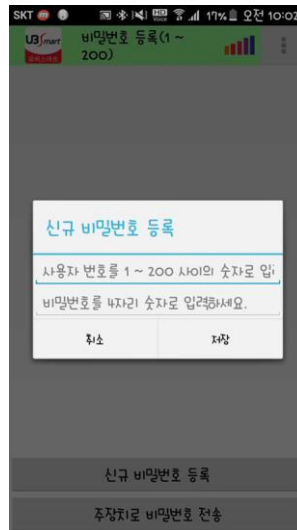 SKT 17% 오전 10:02
U3Smart 비밀번호 등록(1 ~
200)
신규 비밀번호 등록
사용자 번호를 1 ~ 200 사이의 숫자로 입
비밀번호를 4자리 숫자로 입력하세요.
취소 저장
신규 비밀번호 등록
주장치로 비밀번호 전송